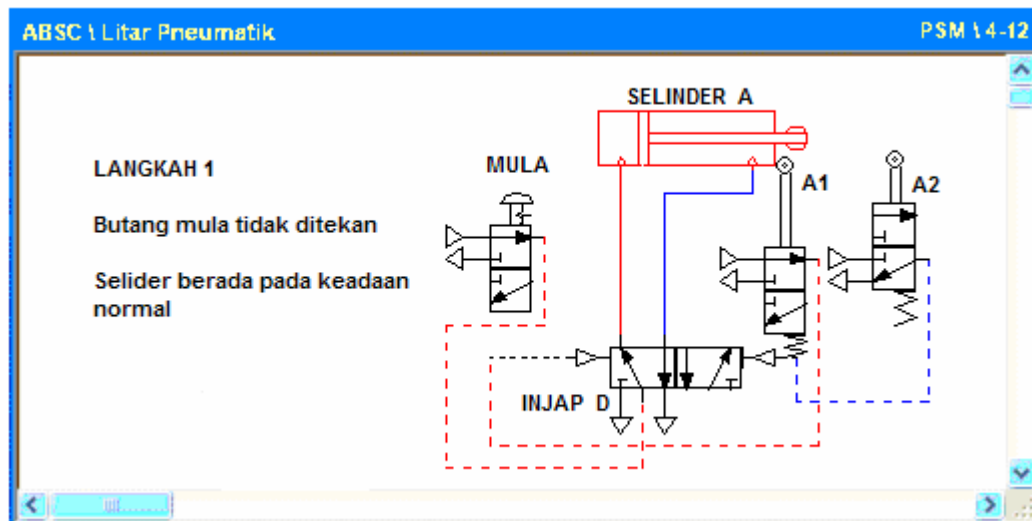 ABSC \ Litar Pneumatik
PSM \ 4-12
SELINDER A
LANGKAH 1
MULA
A1
A2
Butang mula tidak ditekan
Selider berada pada keadaan
normal
INJAP D